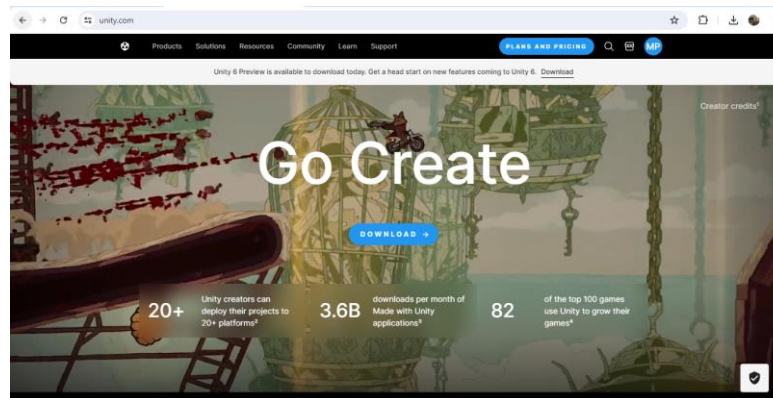 unity.com
Products Solutions Resources Community Learn Support PLANS AND PRICING MP
Unity 6 Preview is available to download today. Get a head start on new features coming to Unity 6. Download
Creator credits¹
Go Create
DOWNLOAD →
20+
Unity creators can
deploy their projects to
20+ platforms²
3.6B
downloads per month of
Made with Unity
applications³
82
of the top 100 games
use Unity to grow their
games⁴